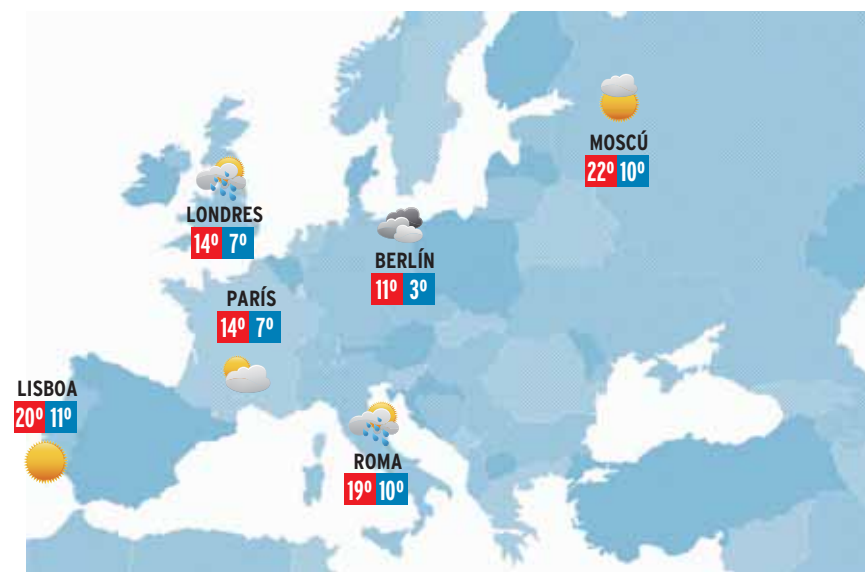 MOSCÚ
22º 10º
LONDRES
14º 7º
BERLÍN
11º 3º
PARÍS
14º 7º
LISBOA
20º 11º
ROMA
19º 10º